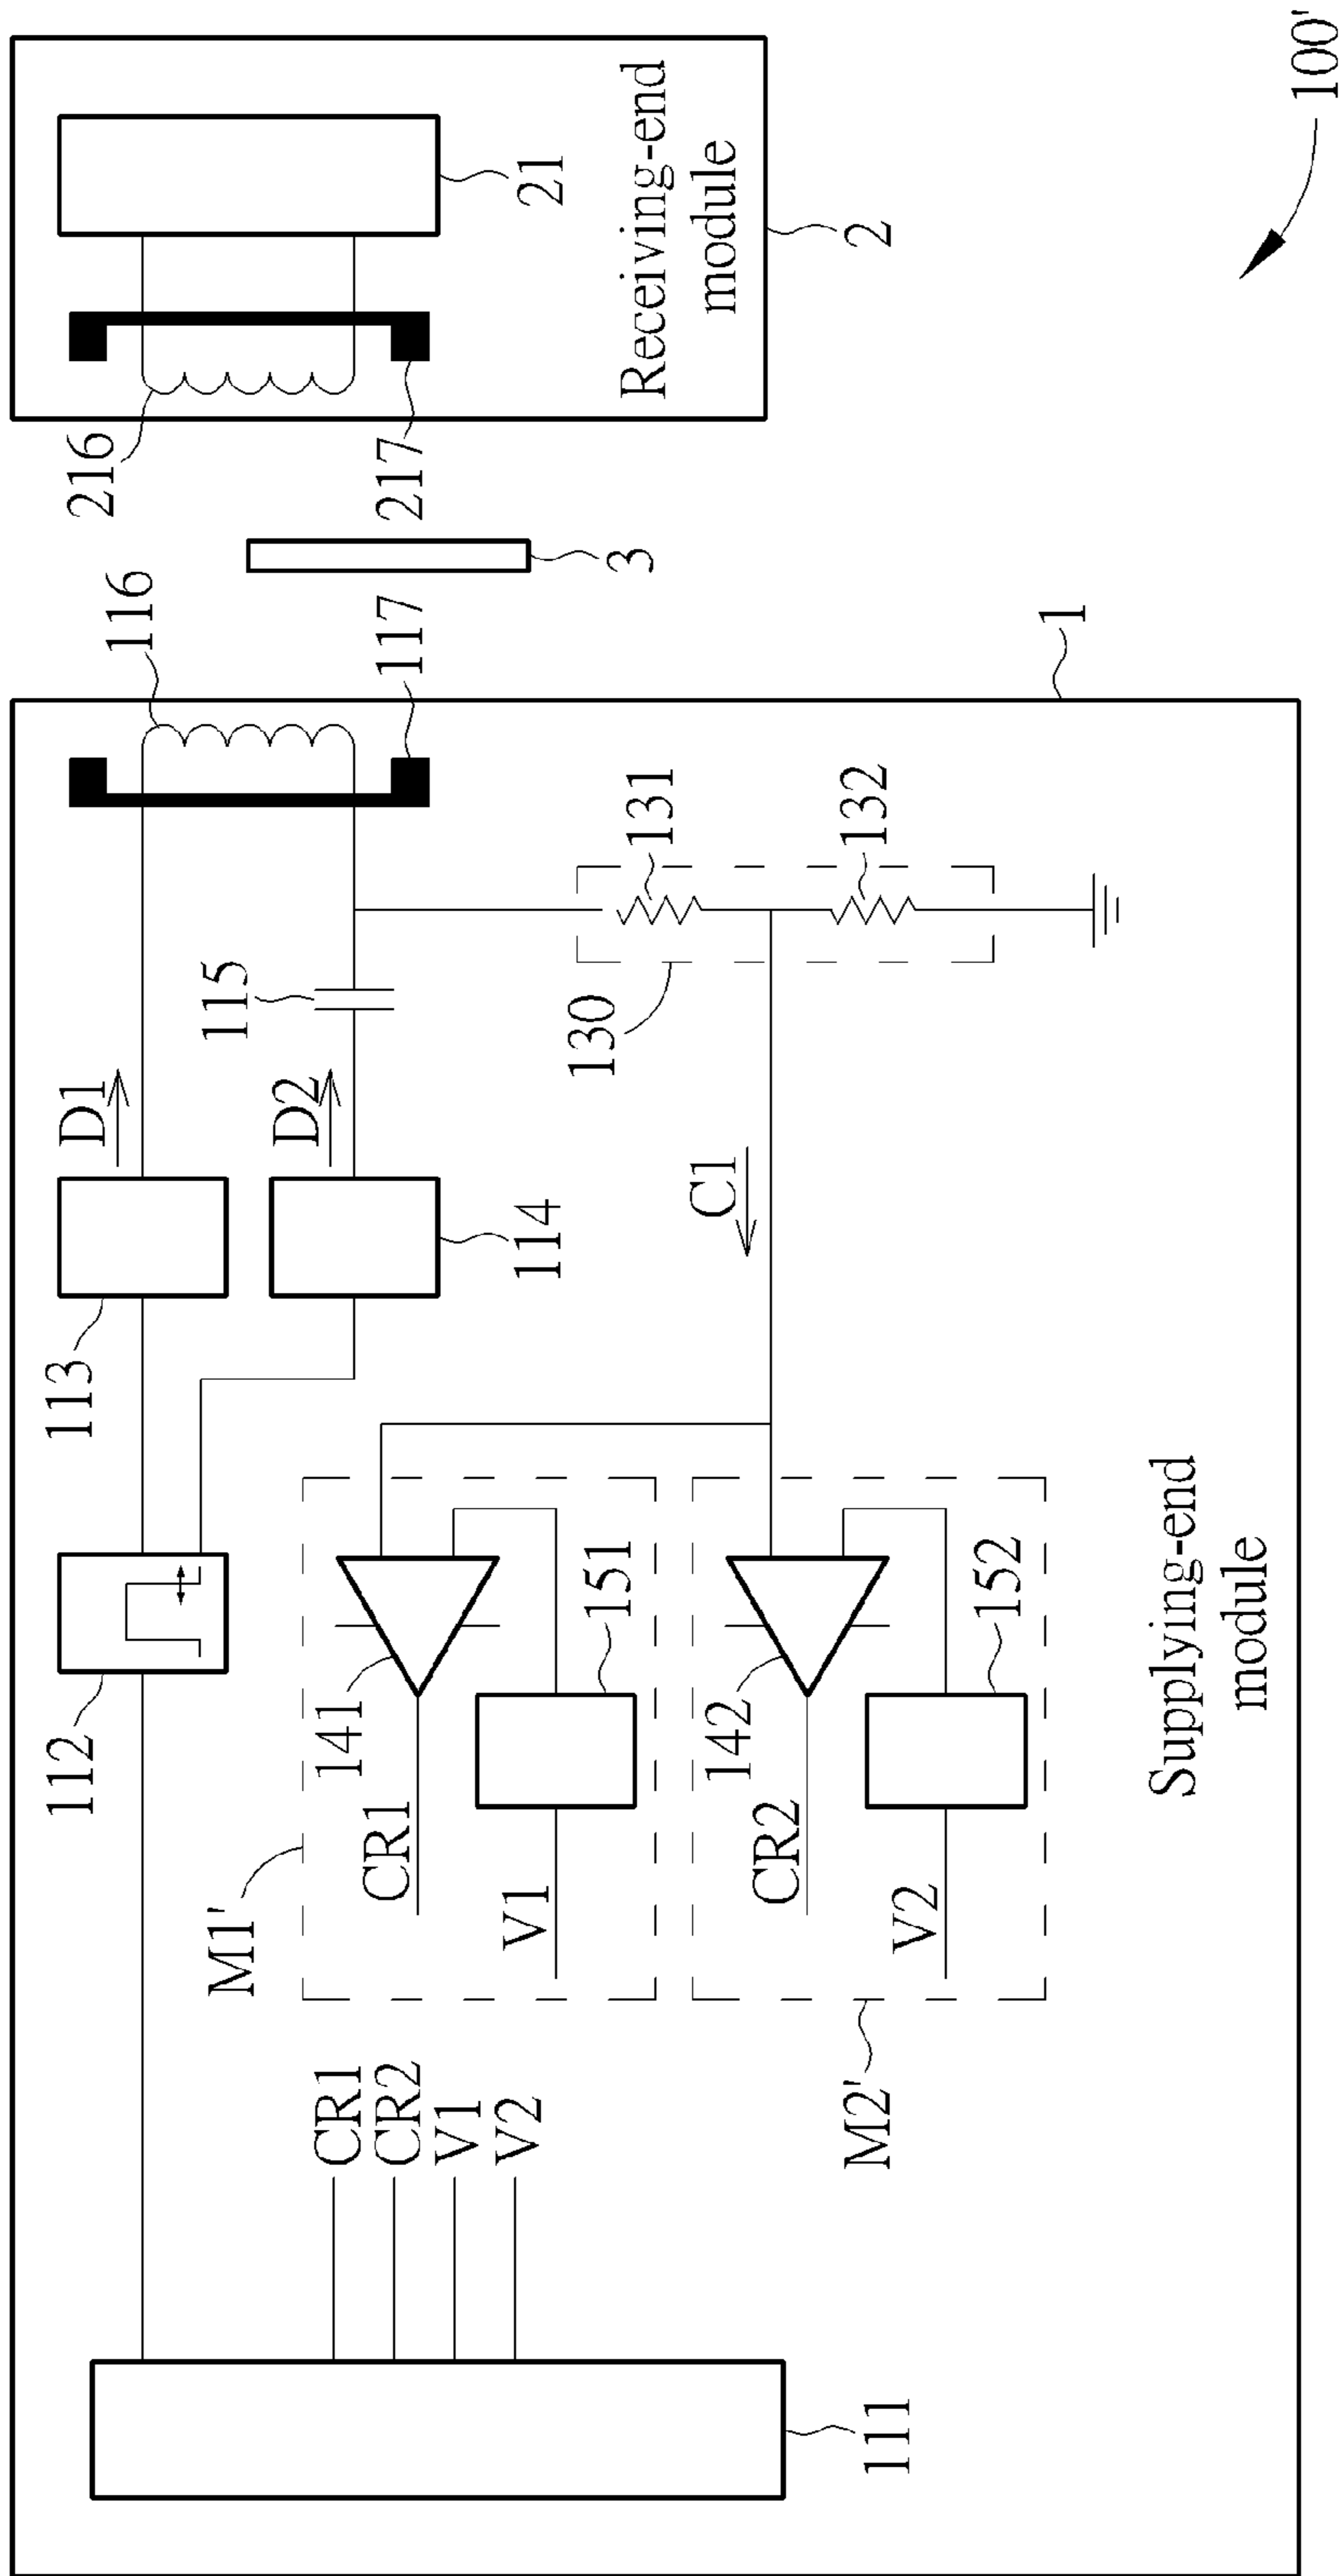 111
CR1
CR2
V1
V2
112
113
D1
D2
114
115
116
117
M1'
CR1
141
V1
151
M2'
CR2
142
V2
152
C1
130
131
132
Supplying-end
module
1
3
216
217
21
Receiving-end
module
2
100'